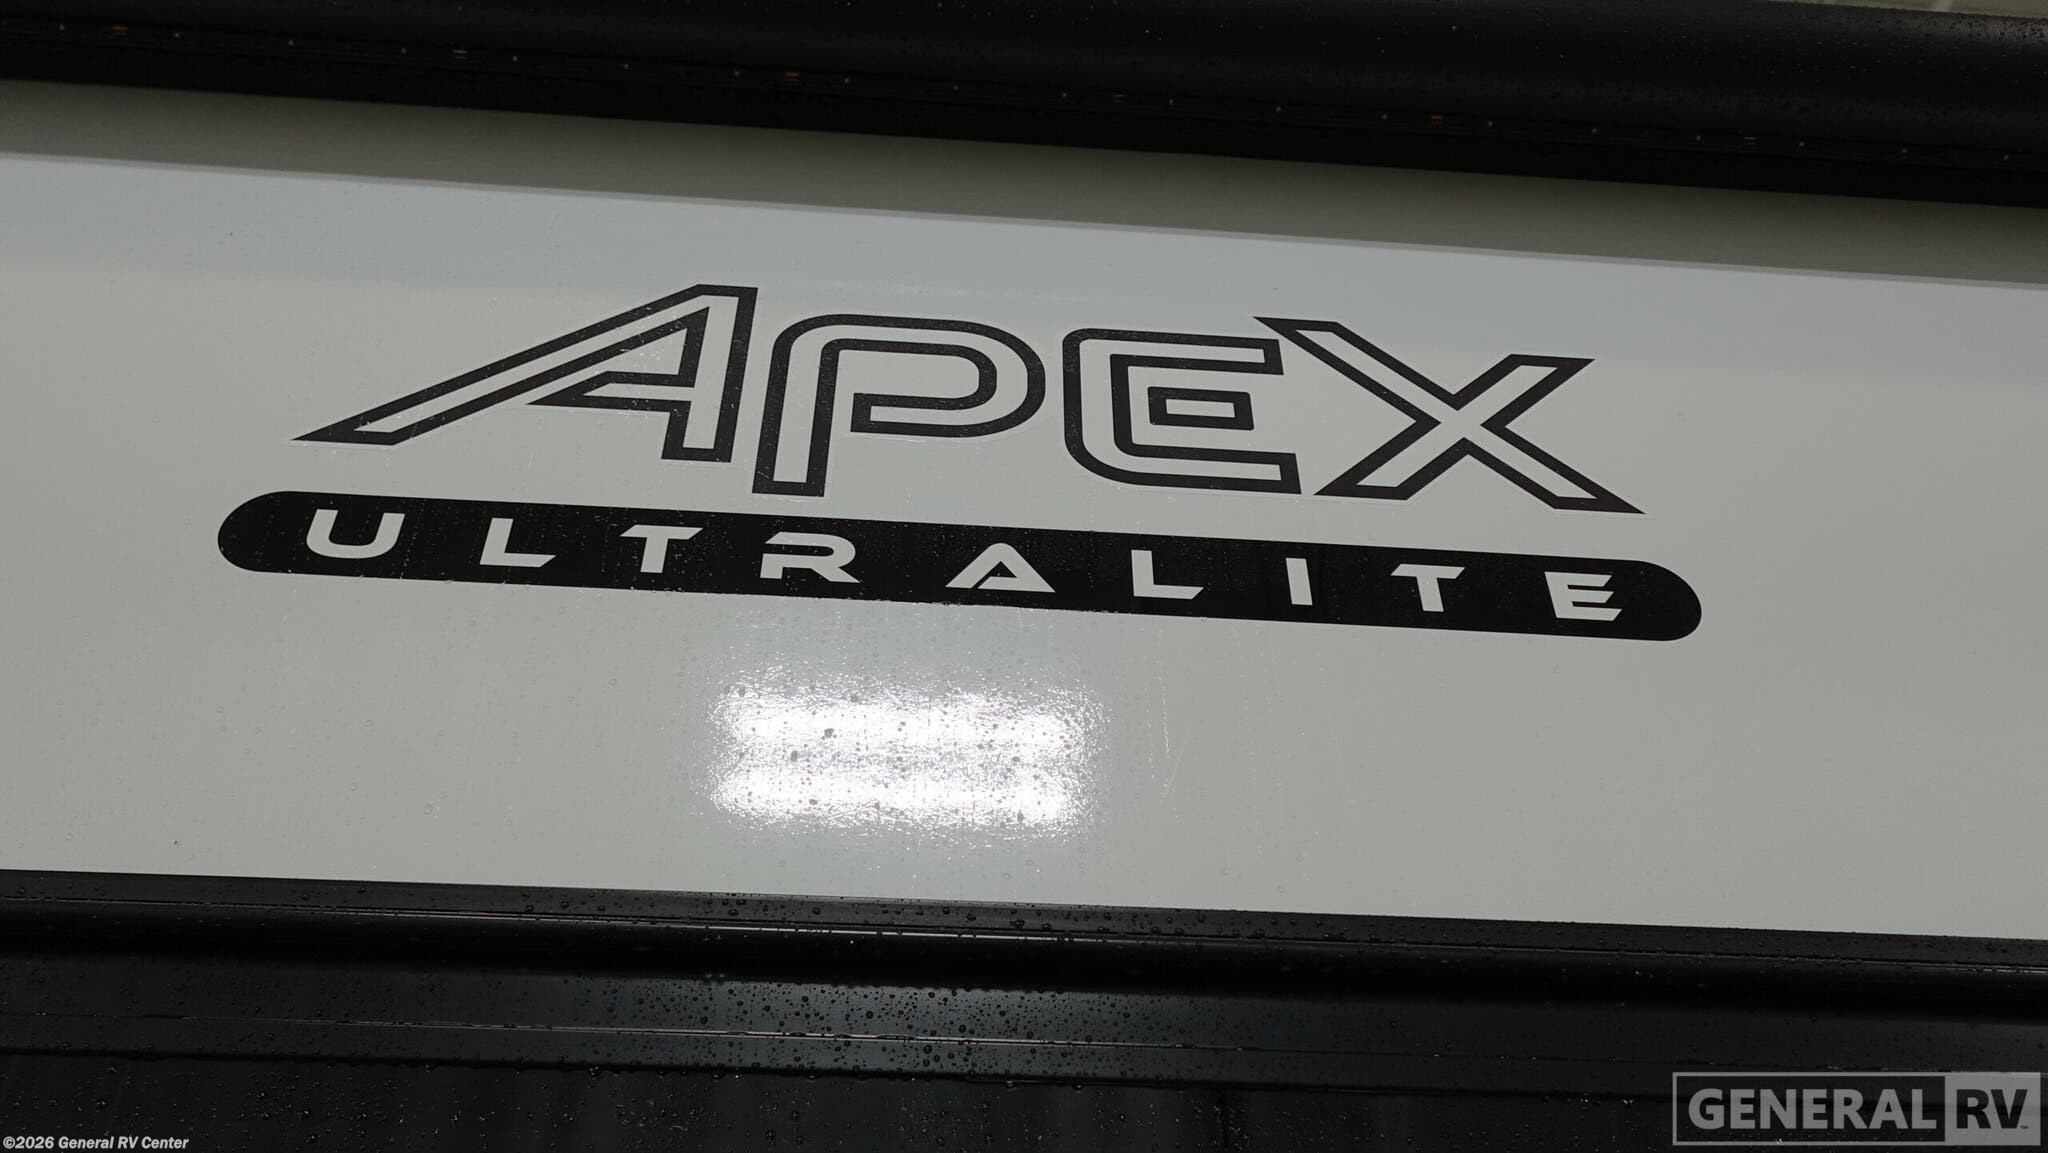 APEX
ULTRALITE
GENERAL RV
©2026 General RV Center